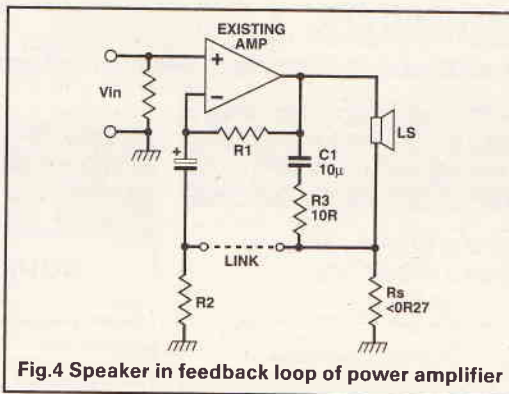 EXISTING
AMP
+
Vin
−
LS
+
R1
C1
10μ
R3
10R
LINK
R2
Rs
<0R27
Fig.4 Speaker in feedback loop of power amplifier